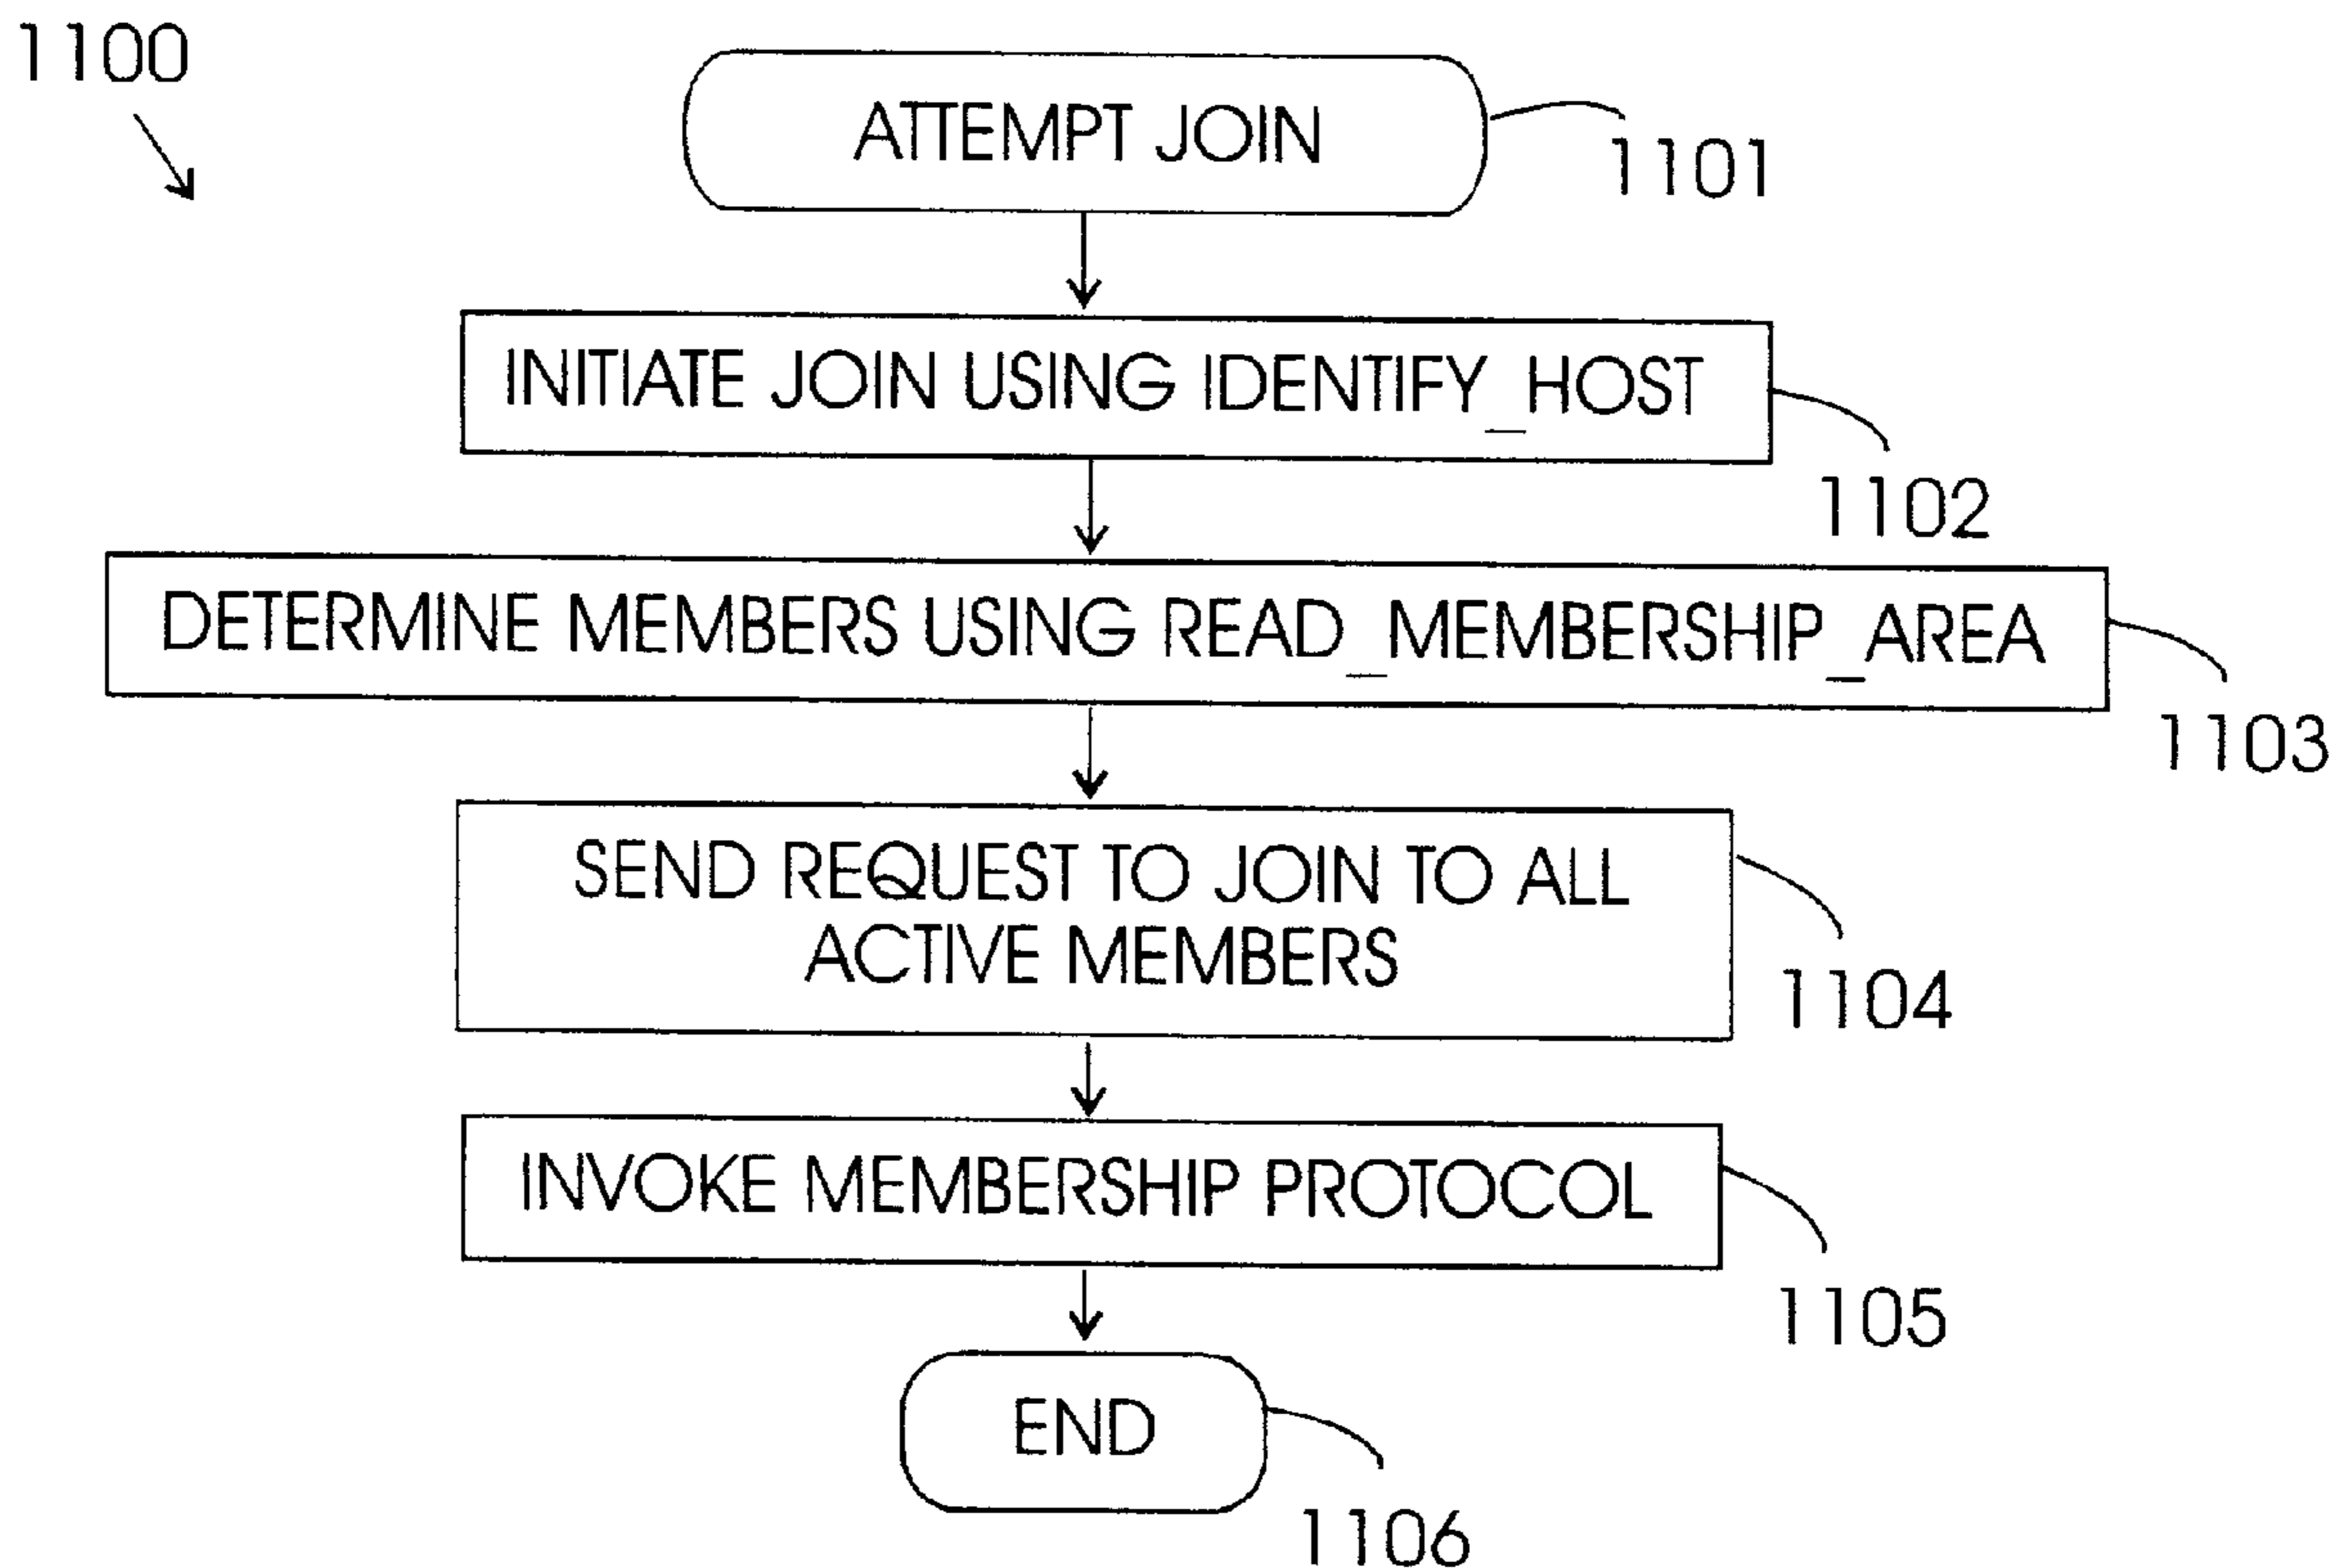 1100
ATTEMPT JOIN
1101
INITIATE JOIN USING IDENTIFY_HOST
1102
DETERMINE MEMBERS USING READ_MEMBERSHIP_AREA
1103
SEND REQUEST TO JOIN TO ALL
ACTIVE MEMBERS
1104
INVOKE MEMBERSHIP PROTOCOL
1105
END
1106